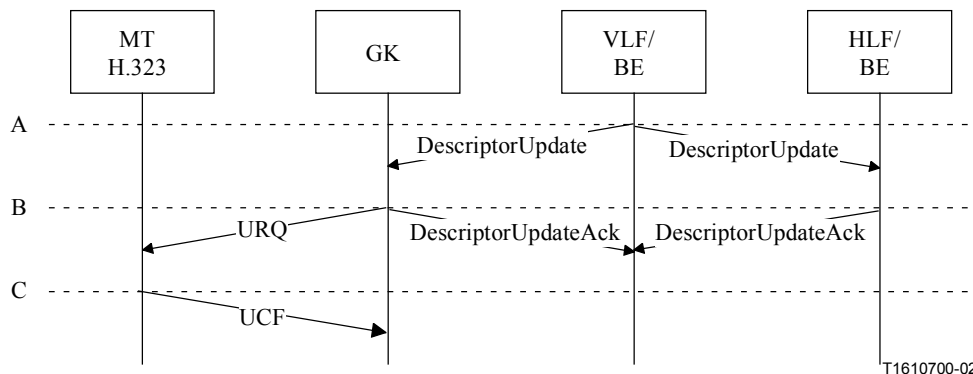 MT
H.323
GK
VLF/
BE
HLF/
BE
A
DescriptorUpdate
DescriptorUpdate
B
URQ
DescriptorUpdateAck
DescriptorUpdateAck
C
UCF
T1610700-02